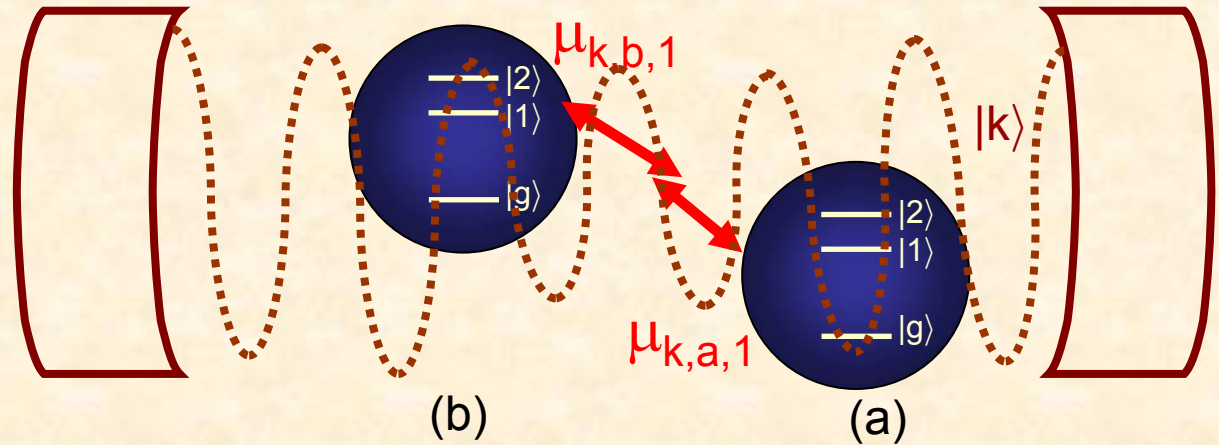 μk,b,1
|2⟩
|1⟩
|g⟩
|k⟩
|2⟩
|1⟩
|g⟩
μk,a,1
(b)
(a)